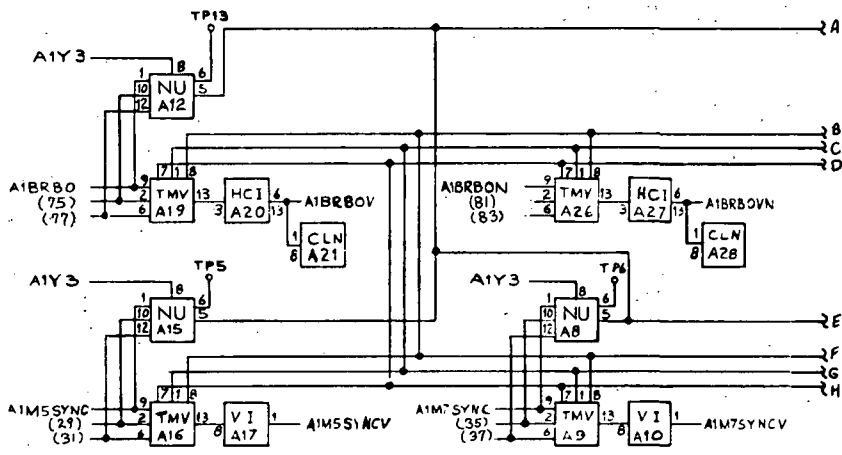 TP13
A
A1Y3
8
1 NU 6
10 5
12 A12
B
C
D
7 1 8
7 1 8
A1BRBO 9 TMV 13 HCI 6 A1BRBOV
(75) 2 A19 3 A20 13
(77) 6
1 CLN
8 A21
A1BRBON 9 TMV 13 HCI 6 A1BRBOVN
(81) 2 A26 3 A27 13
(83) 6
1 CLN
8 A28
TP5
TP6
A1Y3
8
1 NU 6
10 5
12 A15
A1Y3
8
1 NU 6
10 5
12 A8
E
F
G
H
7 1 8
7 1 8
A1M5SYNC 9 TMV 13 VI 1 A1M5SYNCV
(29) 2 A16 8 A17
(31) 6
A1M7SYNC 9 TMV 13 VI 1 A1M7SYNCV
(35) 2 A9 8 A10
(37) 6